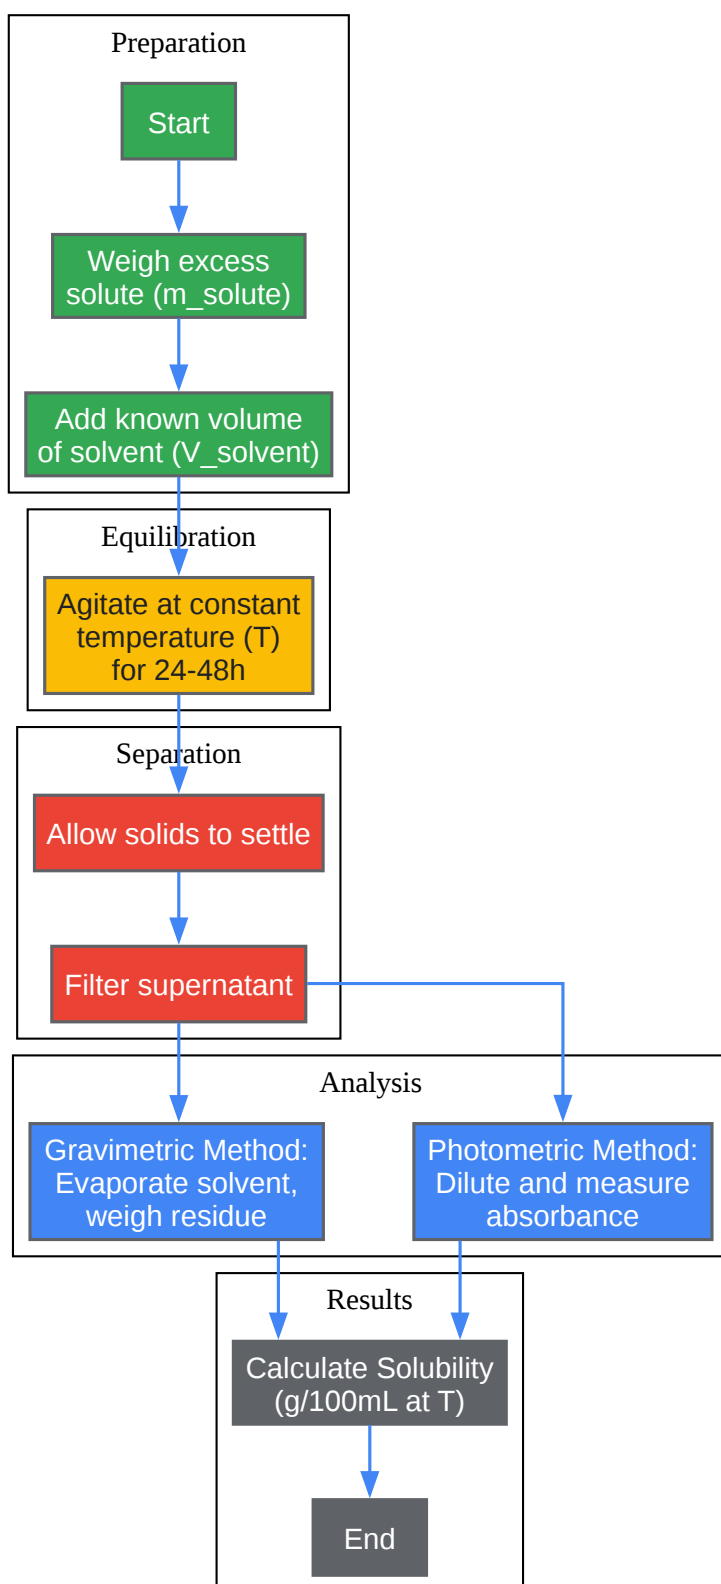 Preparation
Start
Weigh excess
solute (m_solute)
Add known volume
of solvent (V_solvent)
Equilibration
Agitate at constant
temperature (T)
for 24-48h
Separation
Allow solids to settle
Filter supernatant
Analysis
Gravimetric Method:
Evaporate solvent,
weigh residue
Photometric Method:
Dilute and measure
absorbance
Results
Calculate Solubility
(g/100mL at T)
End